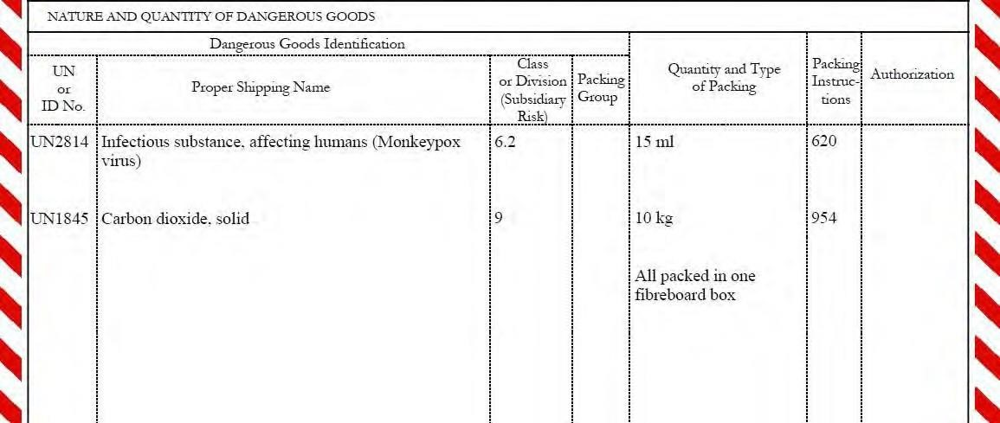 NATURE AND QUANTITY OF DANGEROUS GOODS
Dangerous Goods Identification
UN
or
ID No.
Proper Shipping Name
Class
or Division
(Subsidiary
Risk)
Packing
Group
Quantity and Type
of Packing
Packing
Instruc-
tions
Authorization
UN2814 Infectious substance, affecting humans (Monkeypox virus) 6.2 15 ml 620
UN1845 Carbon dioxide, solid 9 10 kg 954
All packed in one
fibreboard box